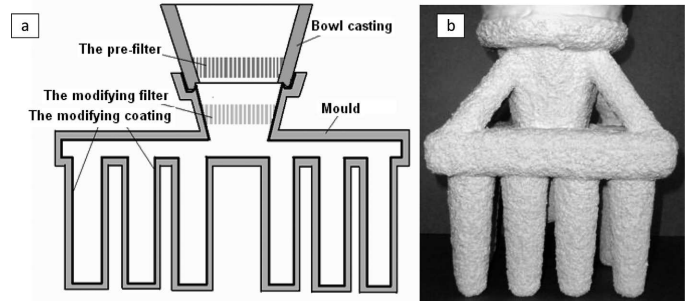 a
b
Bowl casting
The pre-filter
The modifying filter
Mould
The modifying coating